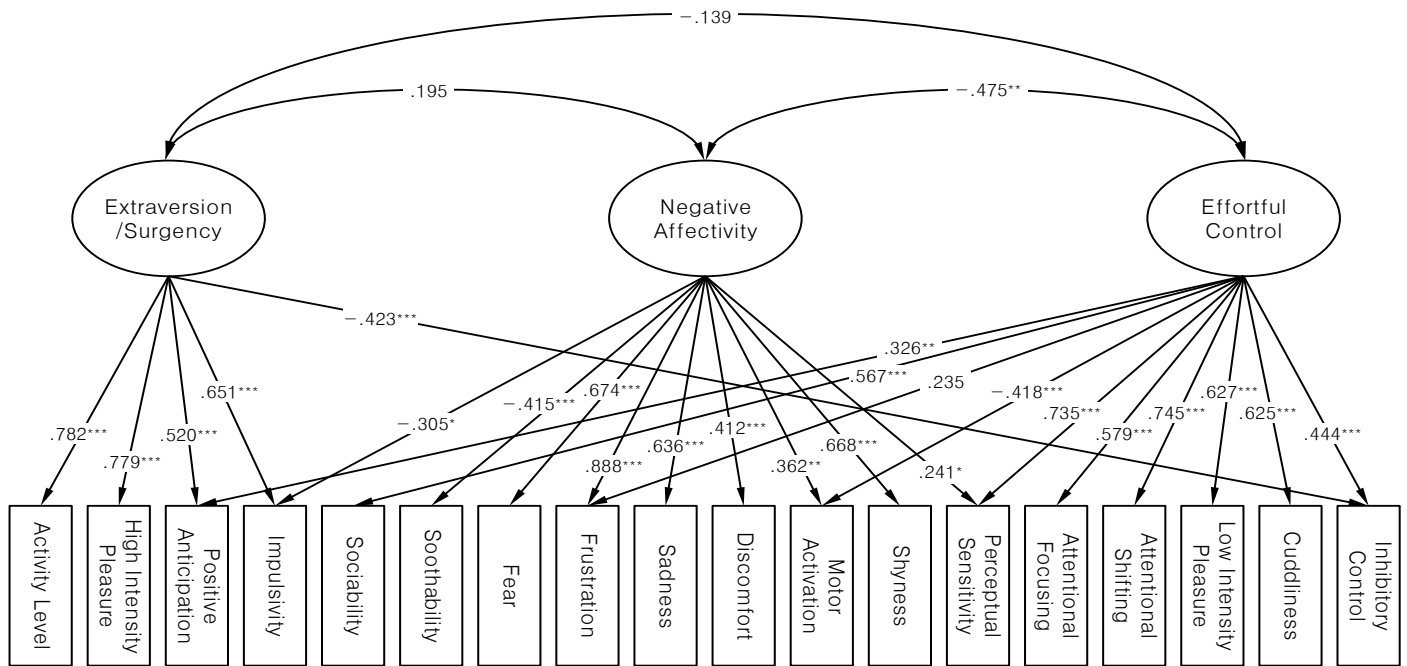 −.139
.195
−.475**
Extraversion
/Surgency
Negative
Affectivity
Effortful
Control
−.423***
.326**
.567***
.235
−.418***
.651***
−.305*
−.415***
.674***
.735***
.745***
.627***
.625***
.782***
.779***
.520***
.888***
.636***
.412***
.362**
.668***
.241*
.579***
.444***
Activity Level
High Intensity
Pleasure
Positive
Anticipation
Impulsivity
Sociability
Soothability
Fear
Frustration
Sadness
Discomfort
Motor
Activation
Shyness
Perceptual
Sensitivity
Attentional
Focusing
Attentional
Shifting
Low Intensity
Pleasure
Cuddliness
Inhibitory
Control